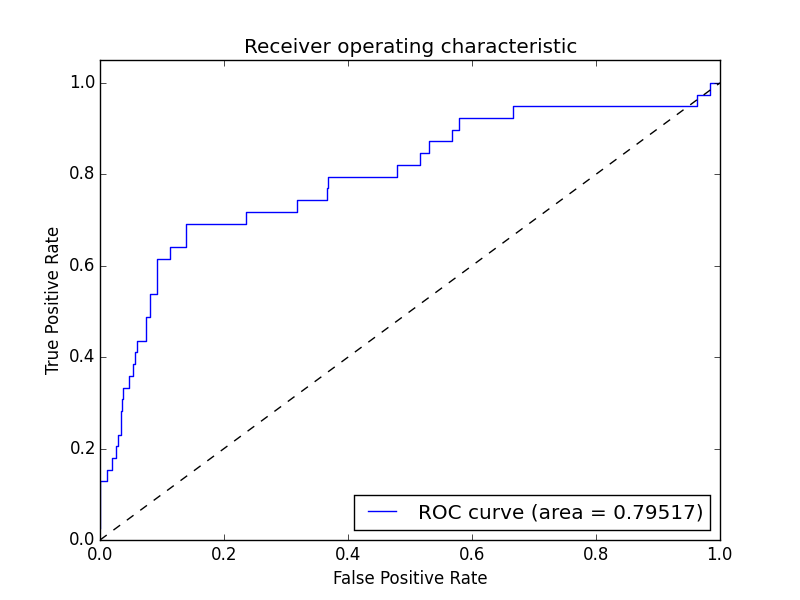 Receiver operating characteristic
1.0
0.8
0.6
0.4
0.2
0.0
True Positive Rate
ROC curve (area = 0.79517)
0.0 0.2 0.4 0.6 0.8 1.0
False Positive Rate